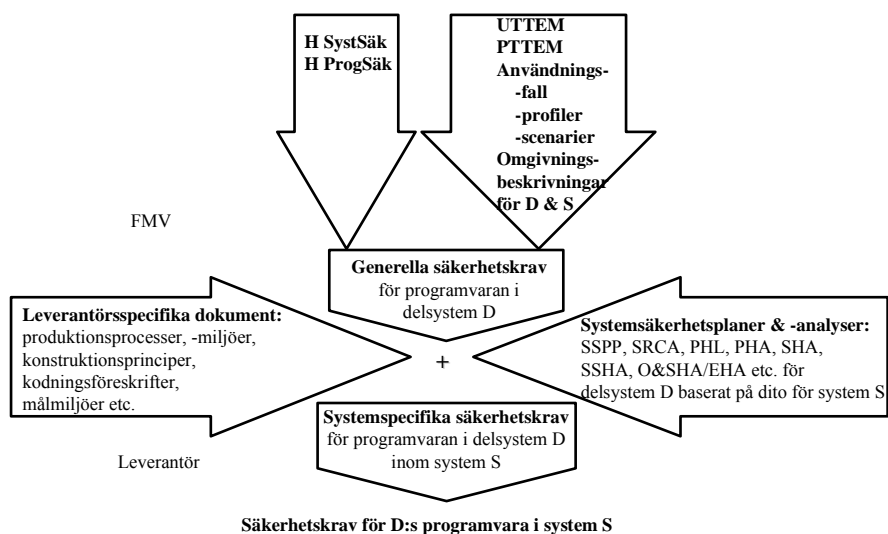 H SystSäk
H ProgSäk
UTTEM
PTTEM
Användnings-
-fall
-profiler
-scenarier
Omgivnings-
beskrivningar
för D & S
FMV
Generella säkerhetskrav
för programvaran i
delsystem D
Leverantörsspecifika dokument:
produktionsprocesser, -miljöer,
konstruktionsprinciper,
kodningsföreskrifter,
målmiljöer etc.
+
Systemsäkerhetsplaner & -analyser:
SSPP, SRCA, PHL, PHA, SHA,
SSHA, O&SHA/EHA etc. för
delsystem D baserat på dito för system S
Systemspecifika säkerhetskrav
för programvaran i delsystem D
inom system S
Leverantör
Säkerhetskrav för D:s programvara i system S